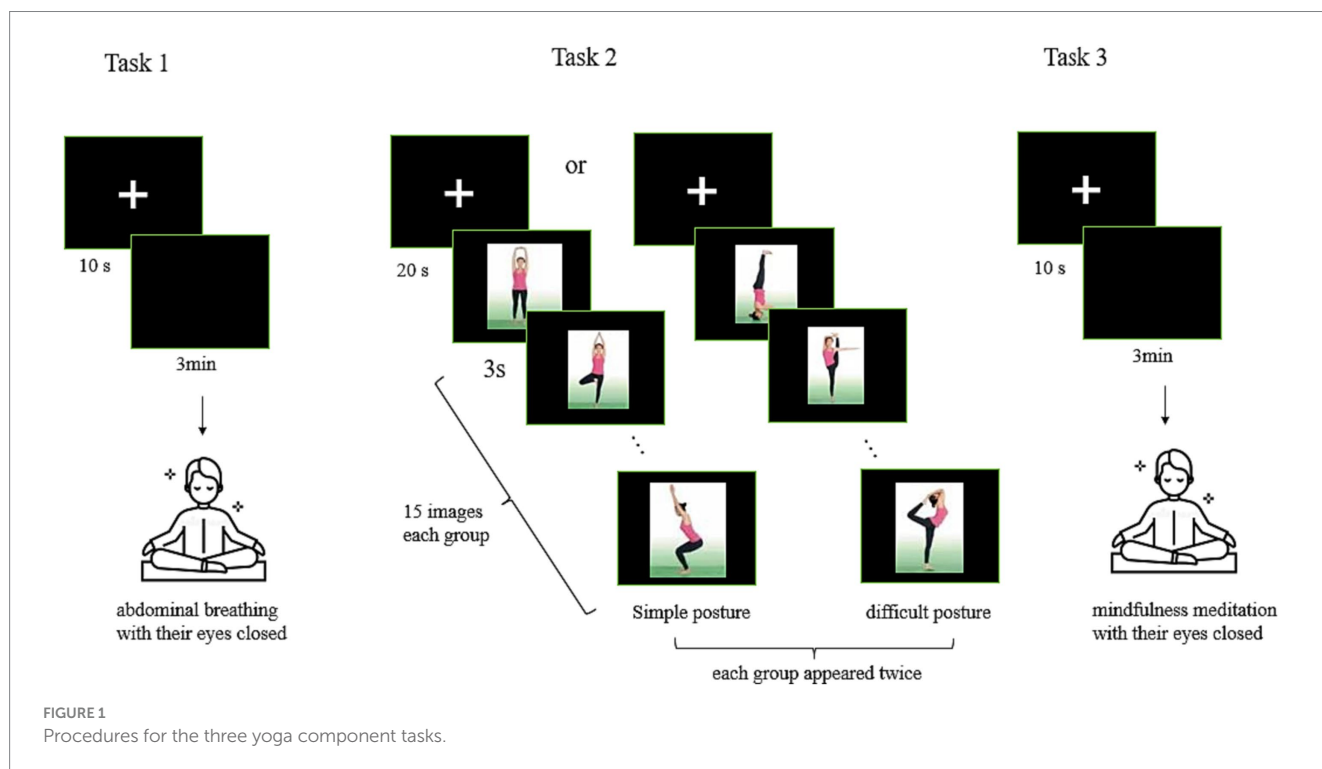 Task 1
Task 2
Task 3
or
10 s
20 s
10 s
3min
3s
3min
15 images
each group
abdominal breathing
with their eyes closed
Simple posture
difficult posture
mindfulness meditation
with their eyes closed
each group appeared twice
FIGURE 1
Procedures for the three yoga component tasks.